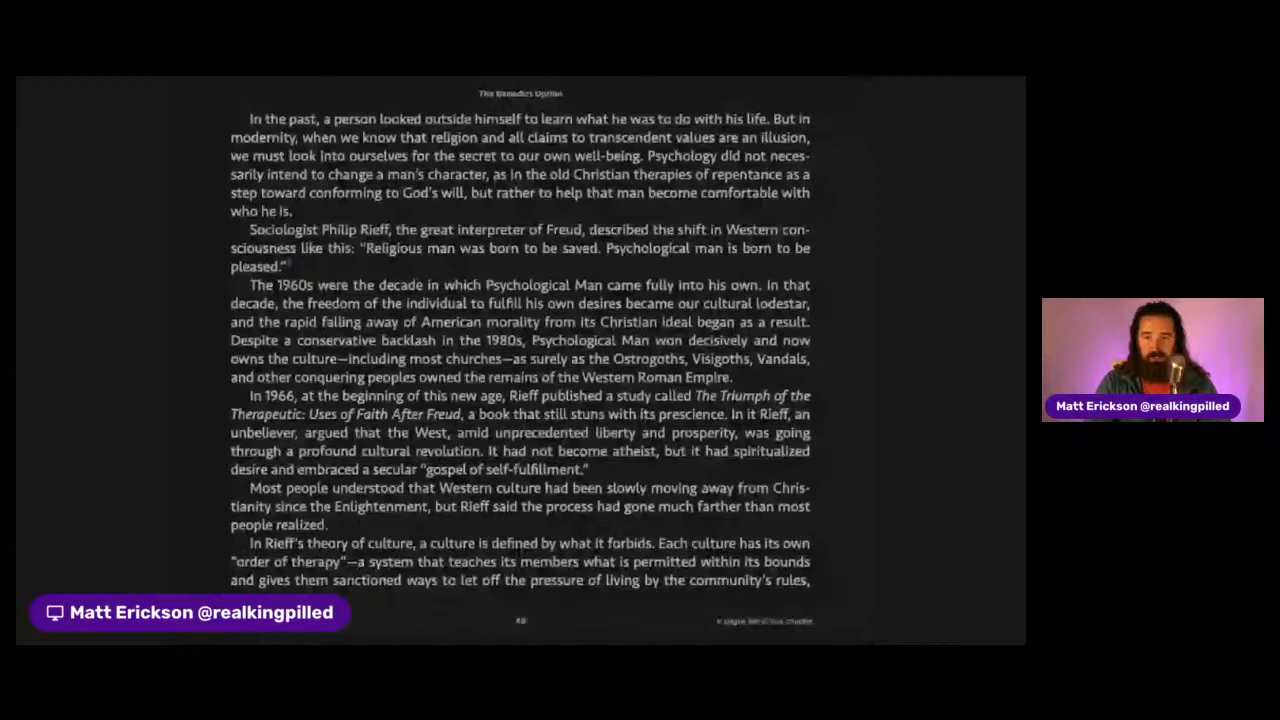 The Benedict Option
In the past, a person looked outside himself to learn what he was to do with his life. But in
modernity, when we know that religion and all claims to transcendent values are an illusion,
we must look into ourselves for the secret to our own well-being. Psychology did not neces-
sarily intend to change a man's character, as in the old Christian therapies of repentance as a
step toward conforming to God's will, but rather to help that man become comfortable with
who he is.
Sociologist Philip Rieff, the great interpreter of Freud, described the shift in Western con-
sciousness like this: "Religious man was born to be saved. Psychological man is born to be
pleased."
The 1960s were the decade in which Psychological Man came fully into his own. In that
decade, the freedom of the individual to fulfill his own desires became our cultural lodestar,
and the rapid falling away of American morality from its Christian ideal began as a result.
Despite a conservative backlash in the 1980s, Psychological Man won decisively and now
owns the culture—including most churches—as surely as the Ostrogoths, Visigoths, Vandals,
and other conquering peoples owned the remains of the Western Roman Empire.
In 1966, at the beginning of this new age, Rieff published a study called The Triumph of the
Therapeutic: Uses of Faith After Freud, a book that still stuns with its prescience. In it Rieff, an
unbeliever, argued that the West, amid unprecedented liberty and prosperity, was going
through a profound cultural revolution. It had not become atheist, but it had spiritualized
desire and embraced a secular "gospel of self-fulfillment."
Most people understood that Western culture had been slowly moving away from Chris-
tianity since the Enlightenment, but Rieff said the process had gone much farther than most
people realized.
In Rieff's theory of culture, a culture is defined by what it forbids. Each culture has its own
"order of therapy"—a system that teaches its members what is permitted within its bounds
and gives them sanctioned ways to let off the pressure of living by the community's rules,
pages left in this chapter
Matt Erickson @realkingpilled
Matt Erickson @realkingpilled